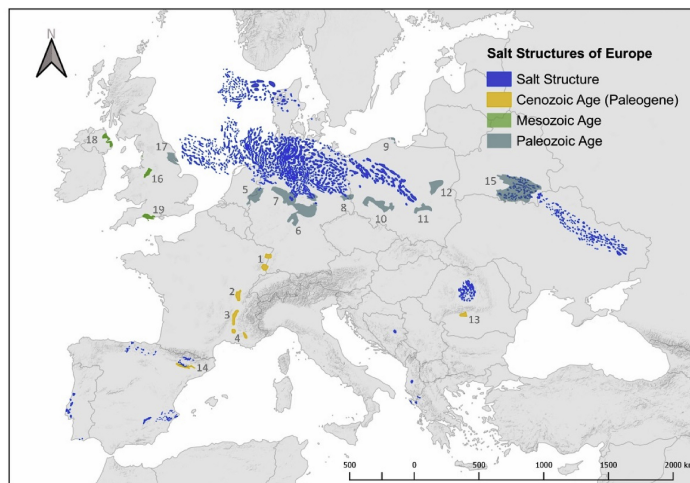 N
Salt Structures of Europe
Salt Structure
Cenozoic Age (Paleogene)
Mesozoic Age
Paleozoic Age
18
17
9
16
5
7
8
12
15
10
11
19
6
1
2
3
13
4
14
500 0 500 1000 1500 2000 km